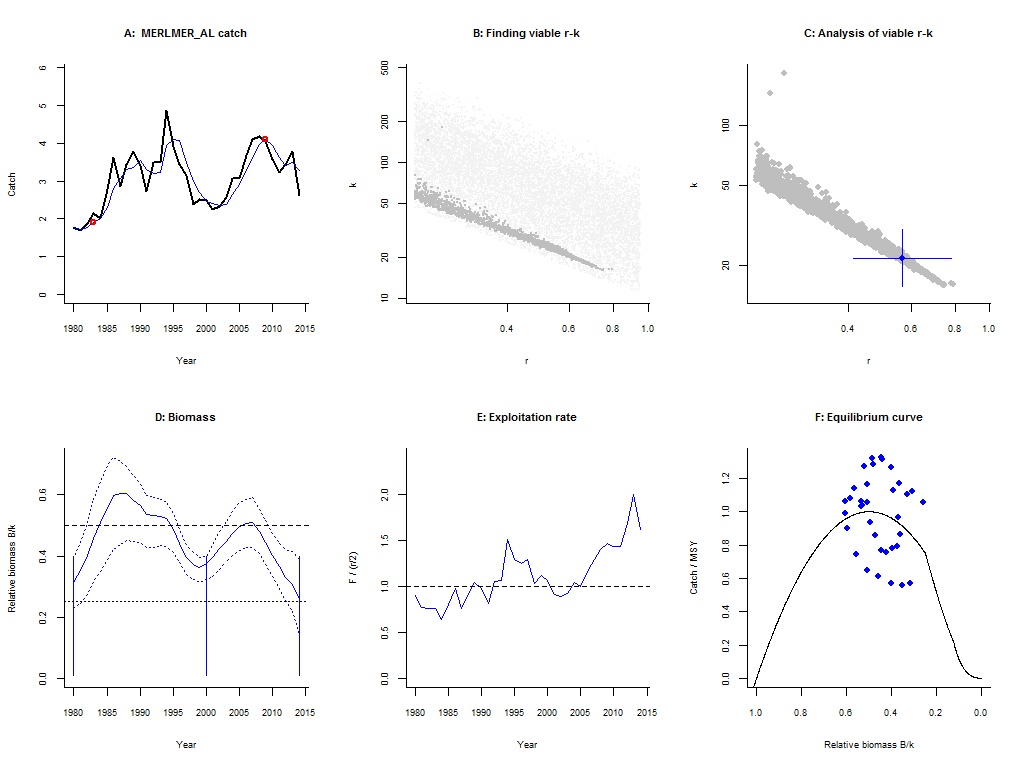 A: MERLMER_AL catch
B: Finding viable r-k
C: Analysis of viable r-k
Catch
0 1 2 3 4 5 6
1980 1985 1990 1995 2000 2005 2010 2015
Year
k
10 20 50 100 200 500
0.4 0.6 0.8 1.0
r
k
20 50 100
0.4 0.6 0.8 1.0
r
D: Biomass
E: Exploitation rate
F: Equilibrium curve
Relative biomass B/k
0.0 0.2 0.4 0.6
1980 1985 1990 1995 2000 2005 2010 2015
Year
F / (r/2)
0.0 0.5 1.0 1.5 2.0
1980 1985 1990 1995 2000 2005 2010 2015
Year
Catch / MSY
0.0 0.2 0.4 0.6 0.8 1.0 1.2
1.0 0.8 0.6 0.4 0.2 0.0
Relative biomass B/k